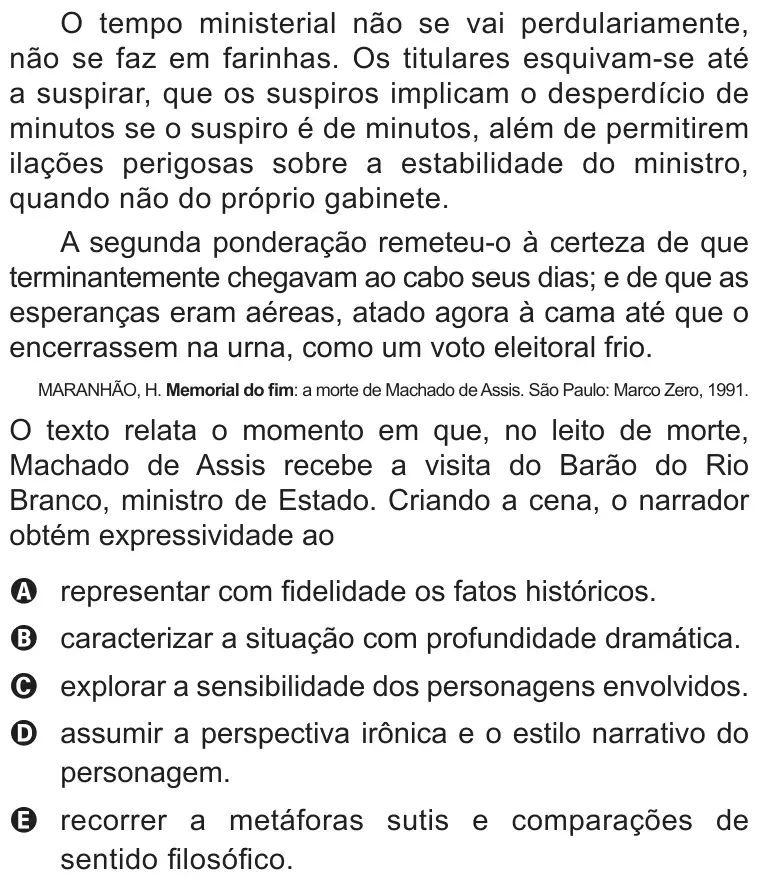 O tempo ministerial não se vai perdulariamente,
não se faz em farinhas. Os titulares esquivam-se até
a suspirar, que os suspiros implicam o desperdício de
minutos se o suspiro é de minutos, além de permitirem
ilações perigosas sobre a estabilidade do ministro,
quando não do próprio gabinete.
A segunda ponderação remeteu-o à certeza de que
terminantemente chegavam ao cabo seus dias; e de que as
esperanças eram aéreas, atado agora à cama até que o
encerrassem na urna, como um voto eleitoral frio.
MARANHÃO, H. Memorial do fim: a morte de Machado de Assis. São Paulo: Marco Zero, 1991.
O texto relata o momento em que, no leito de morte,
Machado de Assis recebe a visita do Barão do Rio
Branco, ministro de Estado. Criando a cena, o narrador
obtém expressividade ao
A representar com fidelidade os fatos históricos.
B caracterizar a situação com profundidade dramática.
C explorar a sensibilidade dos personagens envolvidos.
D assumir a perspectiva irônica e o estilo narrativo do
personagem.
E recorrer a metáforas sutis e comparações de
sentido filosófico.